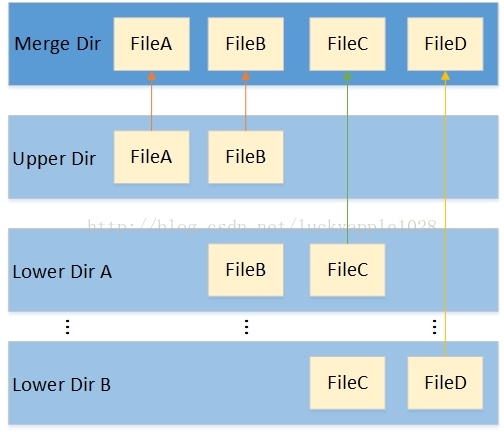 Merge Dir FileA FileB FileC FileD
Upper Dir FileA FileB
http://blog.csdn.net/luckyapple1028
Lower Dir A FileB FileC
Lower Dir B FileC FileD